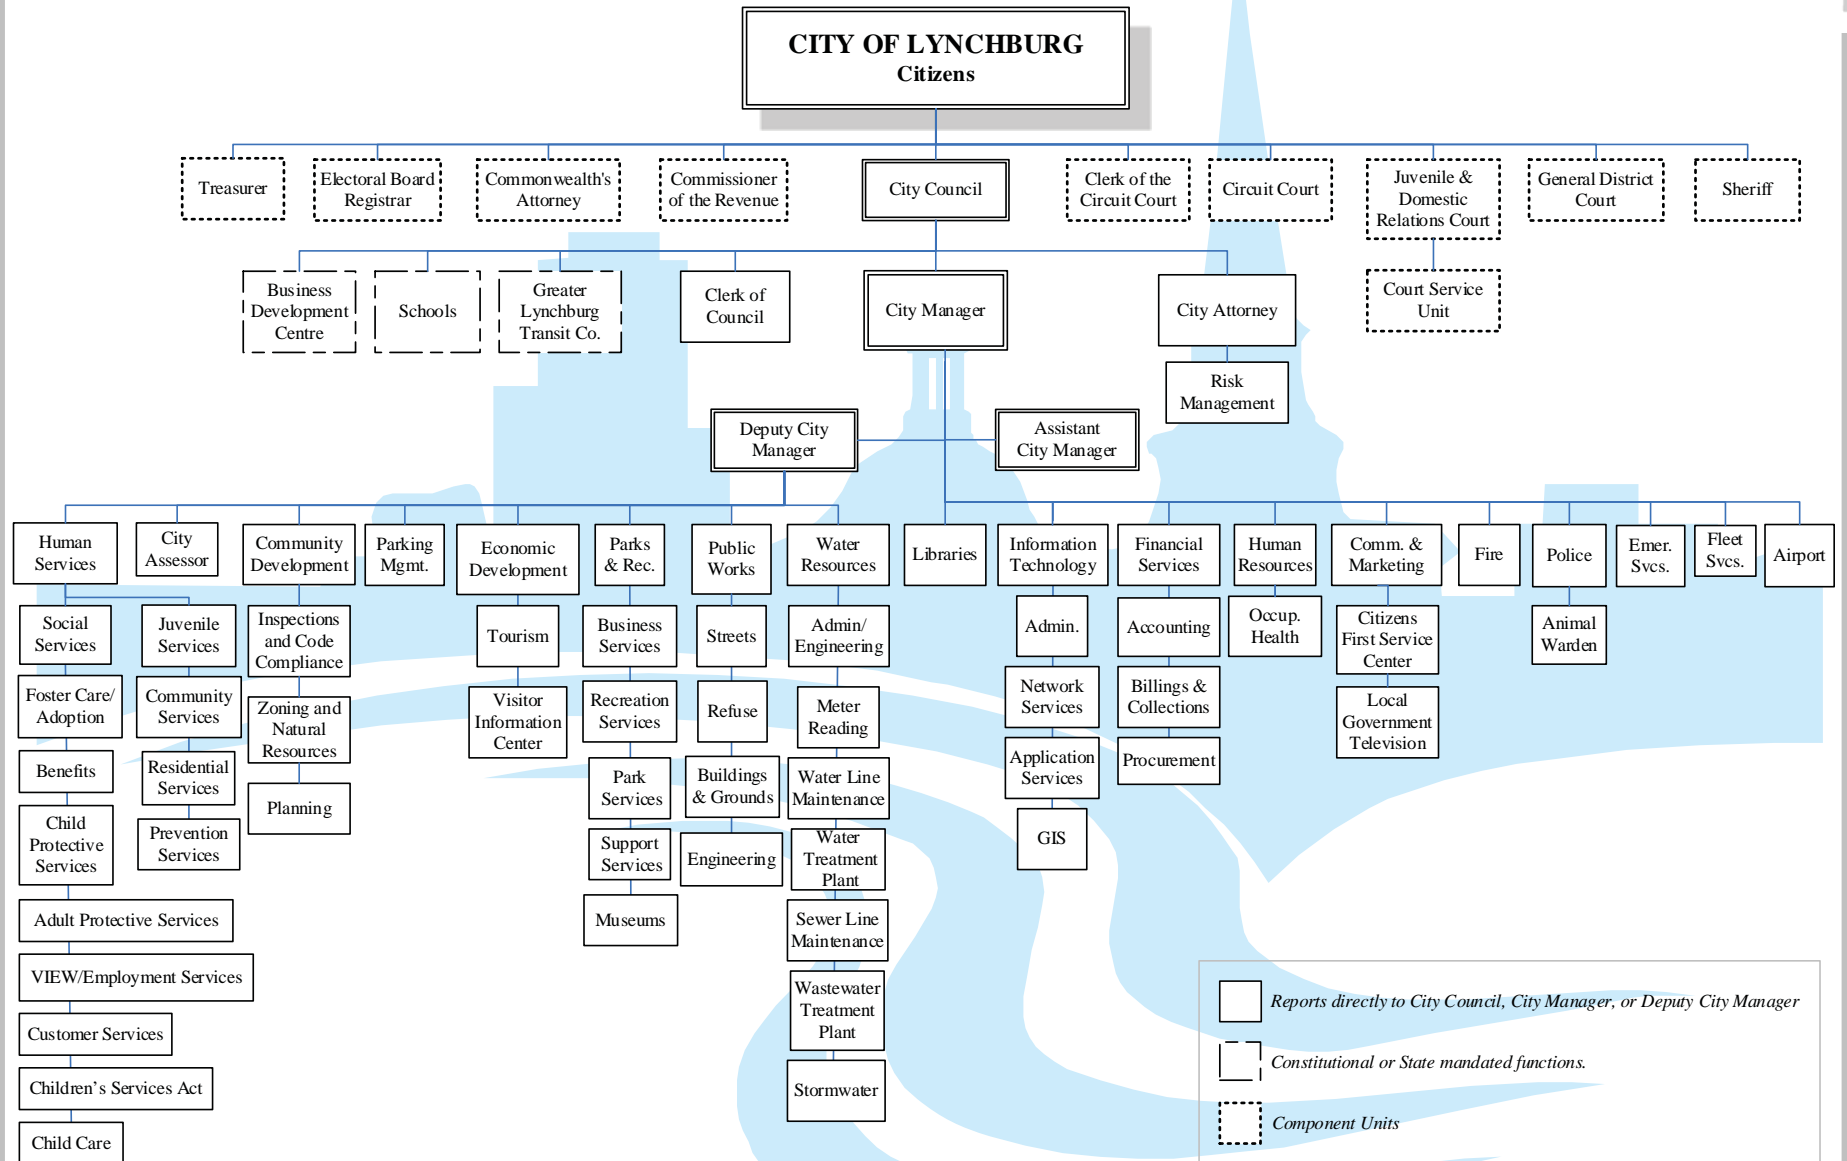 CITY OF LYNCHBURG
Citizens
Treasurer
Electoral Board
Registrar
Commonwealth's
Attorney
Commissioner
of the Revenue
City Council
Clerk of the
Circuit Court
Circuit Court
Juvenile &
Domestic
Relations Court
General District
Court
Sheriff
Business
Development
Centre
Schools
Greater
Lynchburg
Transit Co.
Clerk of
Council
City Manager
City Attorney
Court Service
Unit
Risk
Management
Deputy City
Manager
Assistant
City Manager
Human
Services
City
Assessor
Community
Development
Parking
Mgmt.
Economic
Development
Parks
& Rec.
Public
Works
Water
Resources
Libraries
Information
Technology
Financial
Services
Human
Resources
Comm. &
Marketing
Fire
Police
Emer.
Svcs.
Fleet
Svcs.
Airport
Social
Services
Foster Care/
Adoption
Benefits
Child
Protective
Services
Adult Protective Services
VIEW/Employment Services
Customer Services
Children’s Services Act
Child Care
Juvenile
Services
Community
Services
Residential
Services
Prevention
Services
Inspections
and Code
Compliance
Zoning and
Natural
Resources
Planning
Tourism
Visitor
Information
Center
Business
Services
Recreation
Services
Park
Services
Support
Services
Museums
Streets
Refuse
Buildings
& Grounds
Engineering
Admin/
Engineering
Meter
Reading
Water Line
Maintenance
Water
Treatment
Plant
Sewer Line
Maintenance
Wastewater
Treatment
Plant
Stormwater
Admin.
Network
Services
Application
Services
GIS
Accounting
Billings &
Collections
Procurement
Occup.
Health
Citizens
First Service
Center
Local
Government
Television
Animal
Warden
Reports directly to City Council, City Manager, or Deputy City Manager
Constitutional or State mandated functions.
Component Units